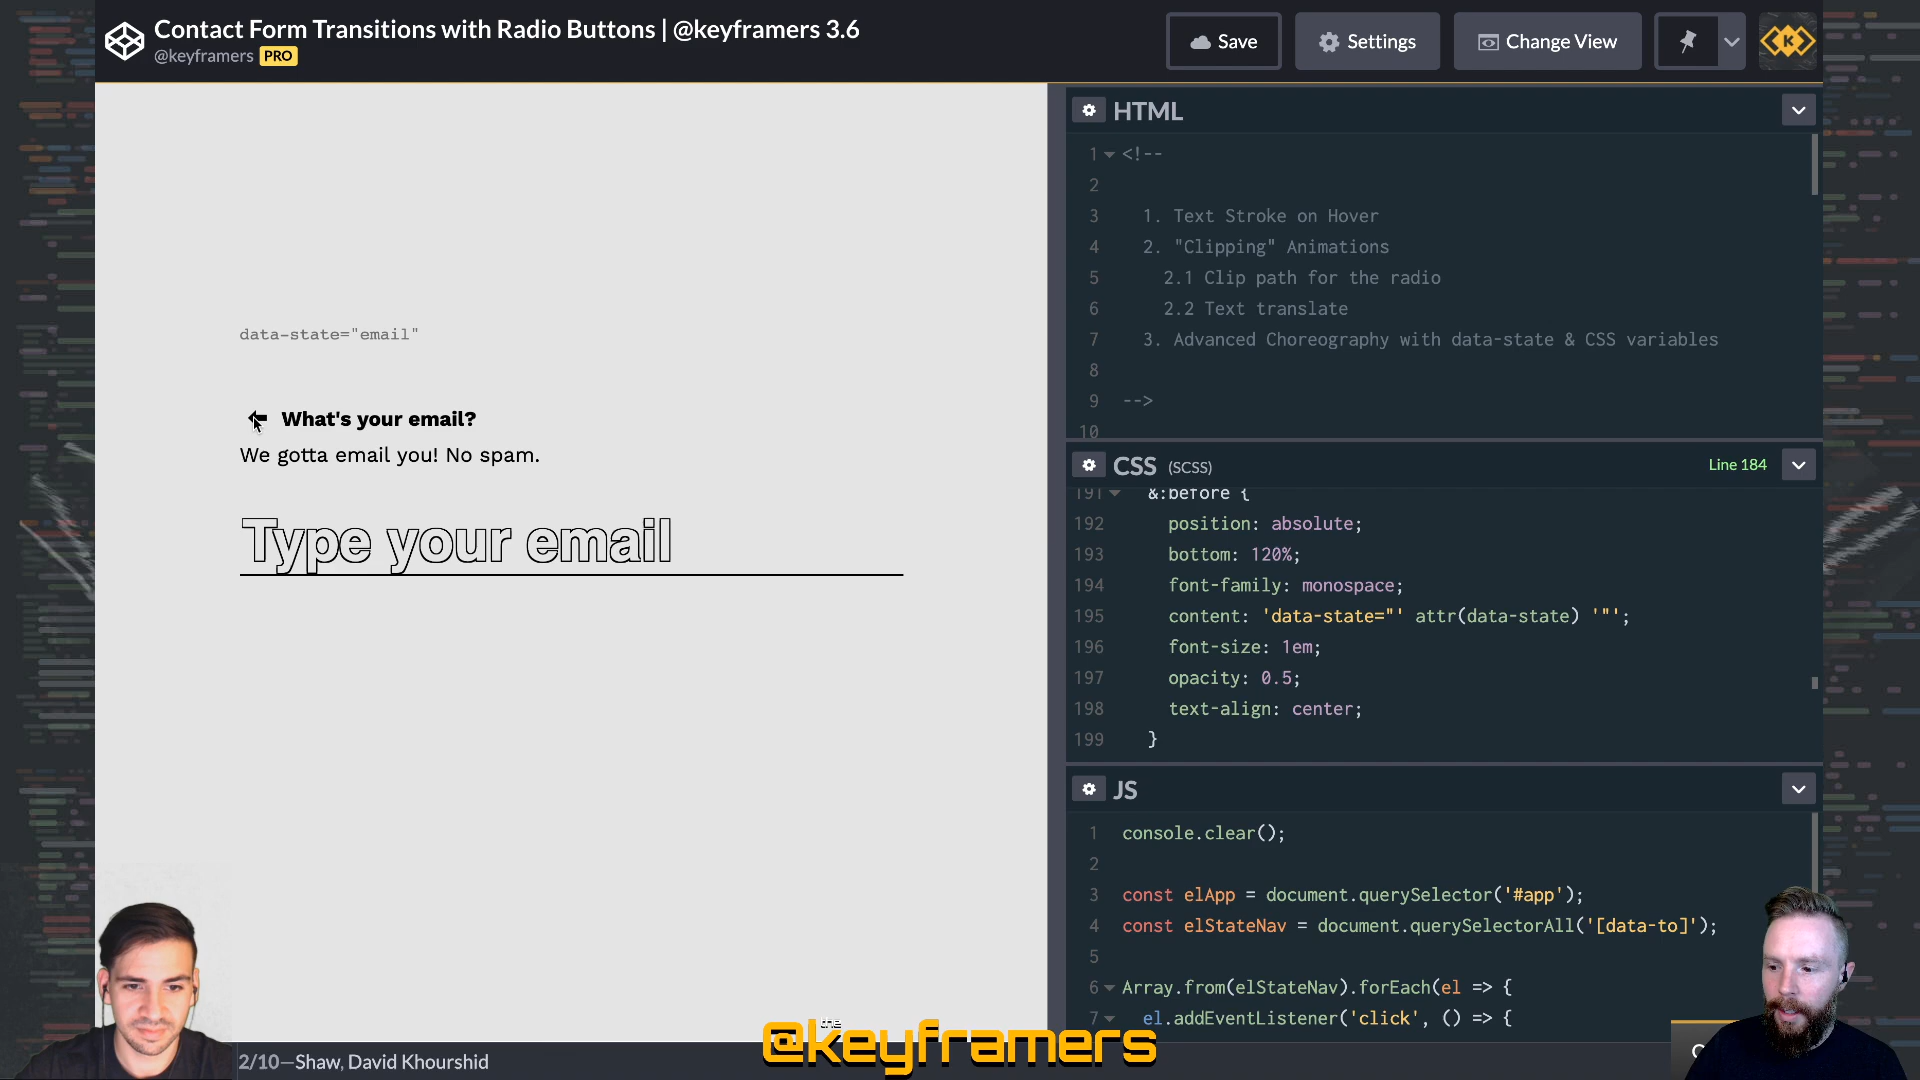 Contact Form Transitions with Radio Buttons | @keyframers 3.6
@keyframers PRO
Save
Settings
Change View
K
data-state="email"
What's your email?
We gotta email you! No spam.
Type your email
HTML
1 <!--
2
3 1. Text Stroke on Hover
4 2. "Clipping" Animations
5 2.1 Clip path for the radio
6 2.2 Text translate
7 3. Advanced Choreography with data-state & CSS variables
8
9 -->
10
CSS (SCSS)
Line 184
191 &:before {
192 position: absolute;
193 bottom: 120%;
194 font-family: monospace;
195 content: 'data-state="' attr(data-state) '"';
196 font-size: 1em;
197 opacity: 0.5;
198 text-align: center;
199 }
JS
1 console.clear();
2
3 const elApp = document.querySelector('#app');
4 const elStateNav = document.querySelectorAll('[data-to]');
5
6 Array.from(elStateNav).forEach(el => {
7 el.addEventListener('click', () => {
the
@keyframers
2/10—Shaw, David Khourshid